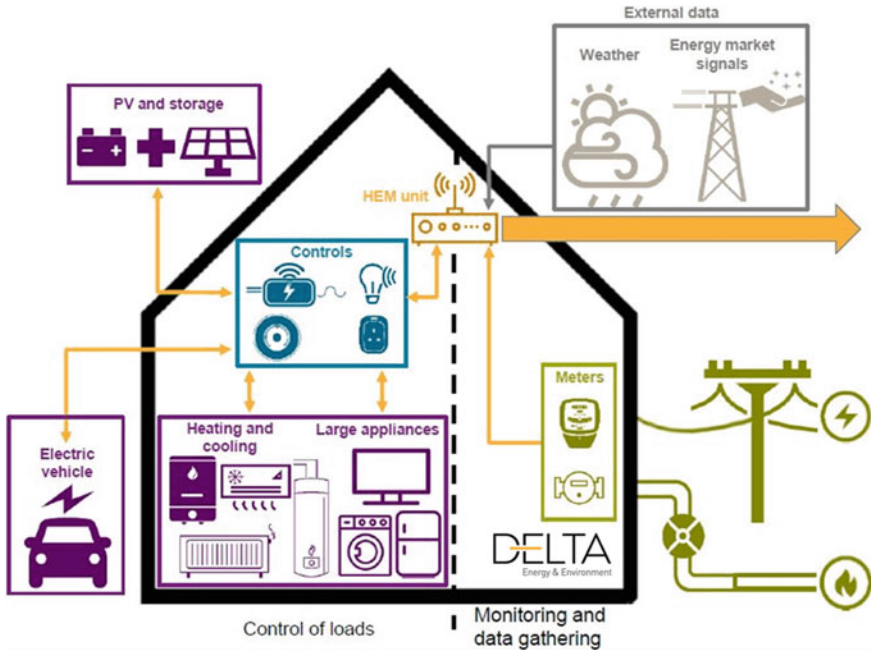 External data
Weather
Energy market
signals
PV and storage
HEM unit
Controls
Meters
Heating and
cooling
Large appliances
Electric
vehicle
DELTA
Energy & Environment
Control of loads
Monitoring and
data gathering